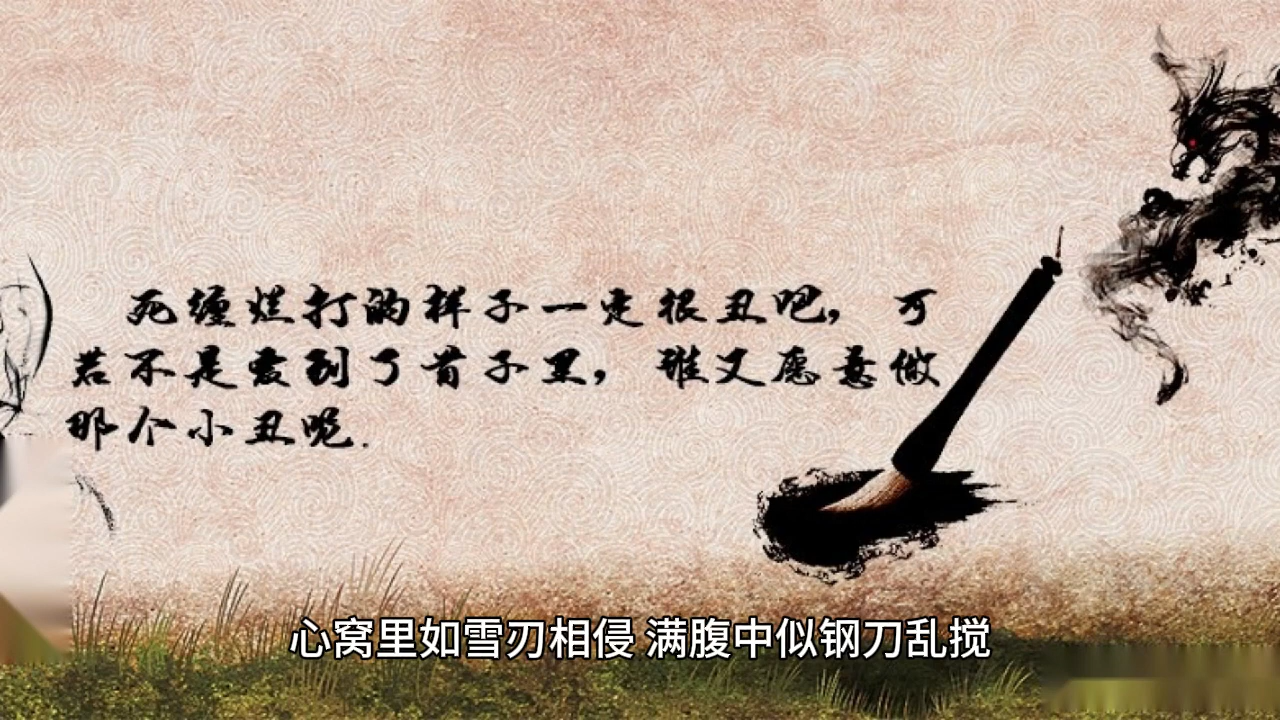 死缠烂打的样子一定很丑吧，可
若不是爱到了骨子里，谁又愿意做
那个小丑呢.
心窝里如雪刃相侵 满腹中似钢刀乱搅